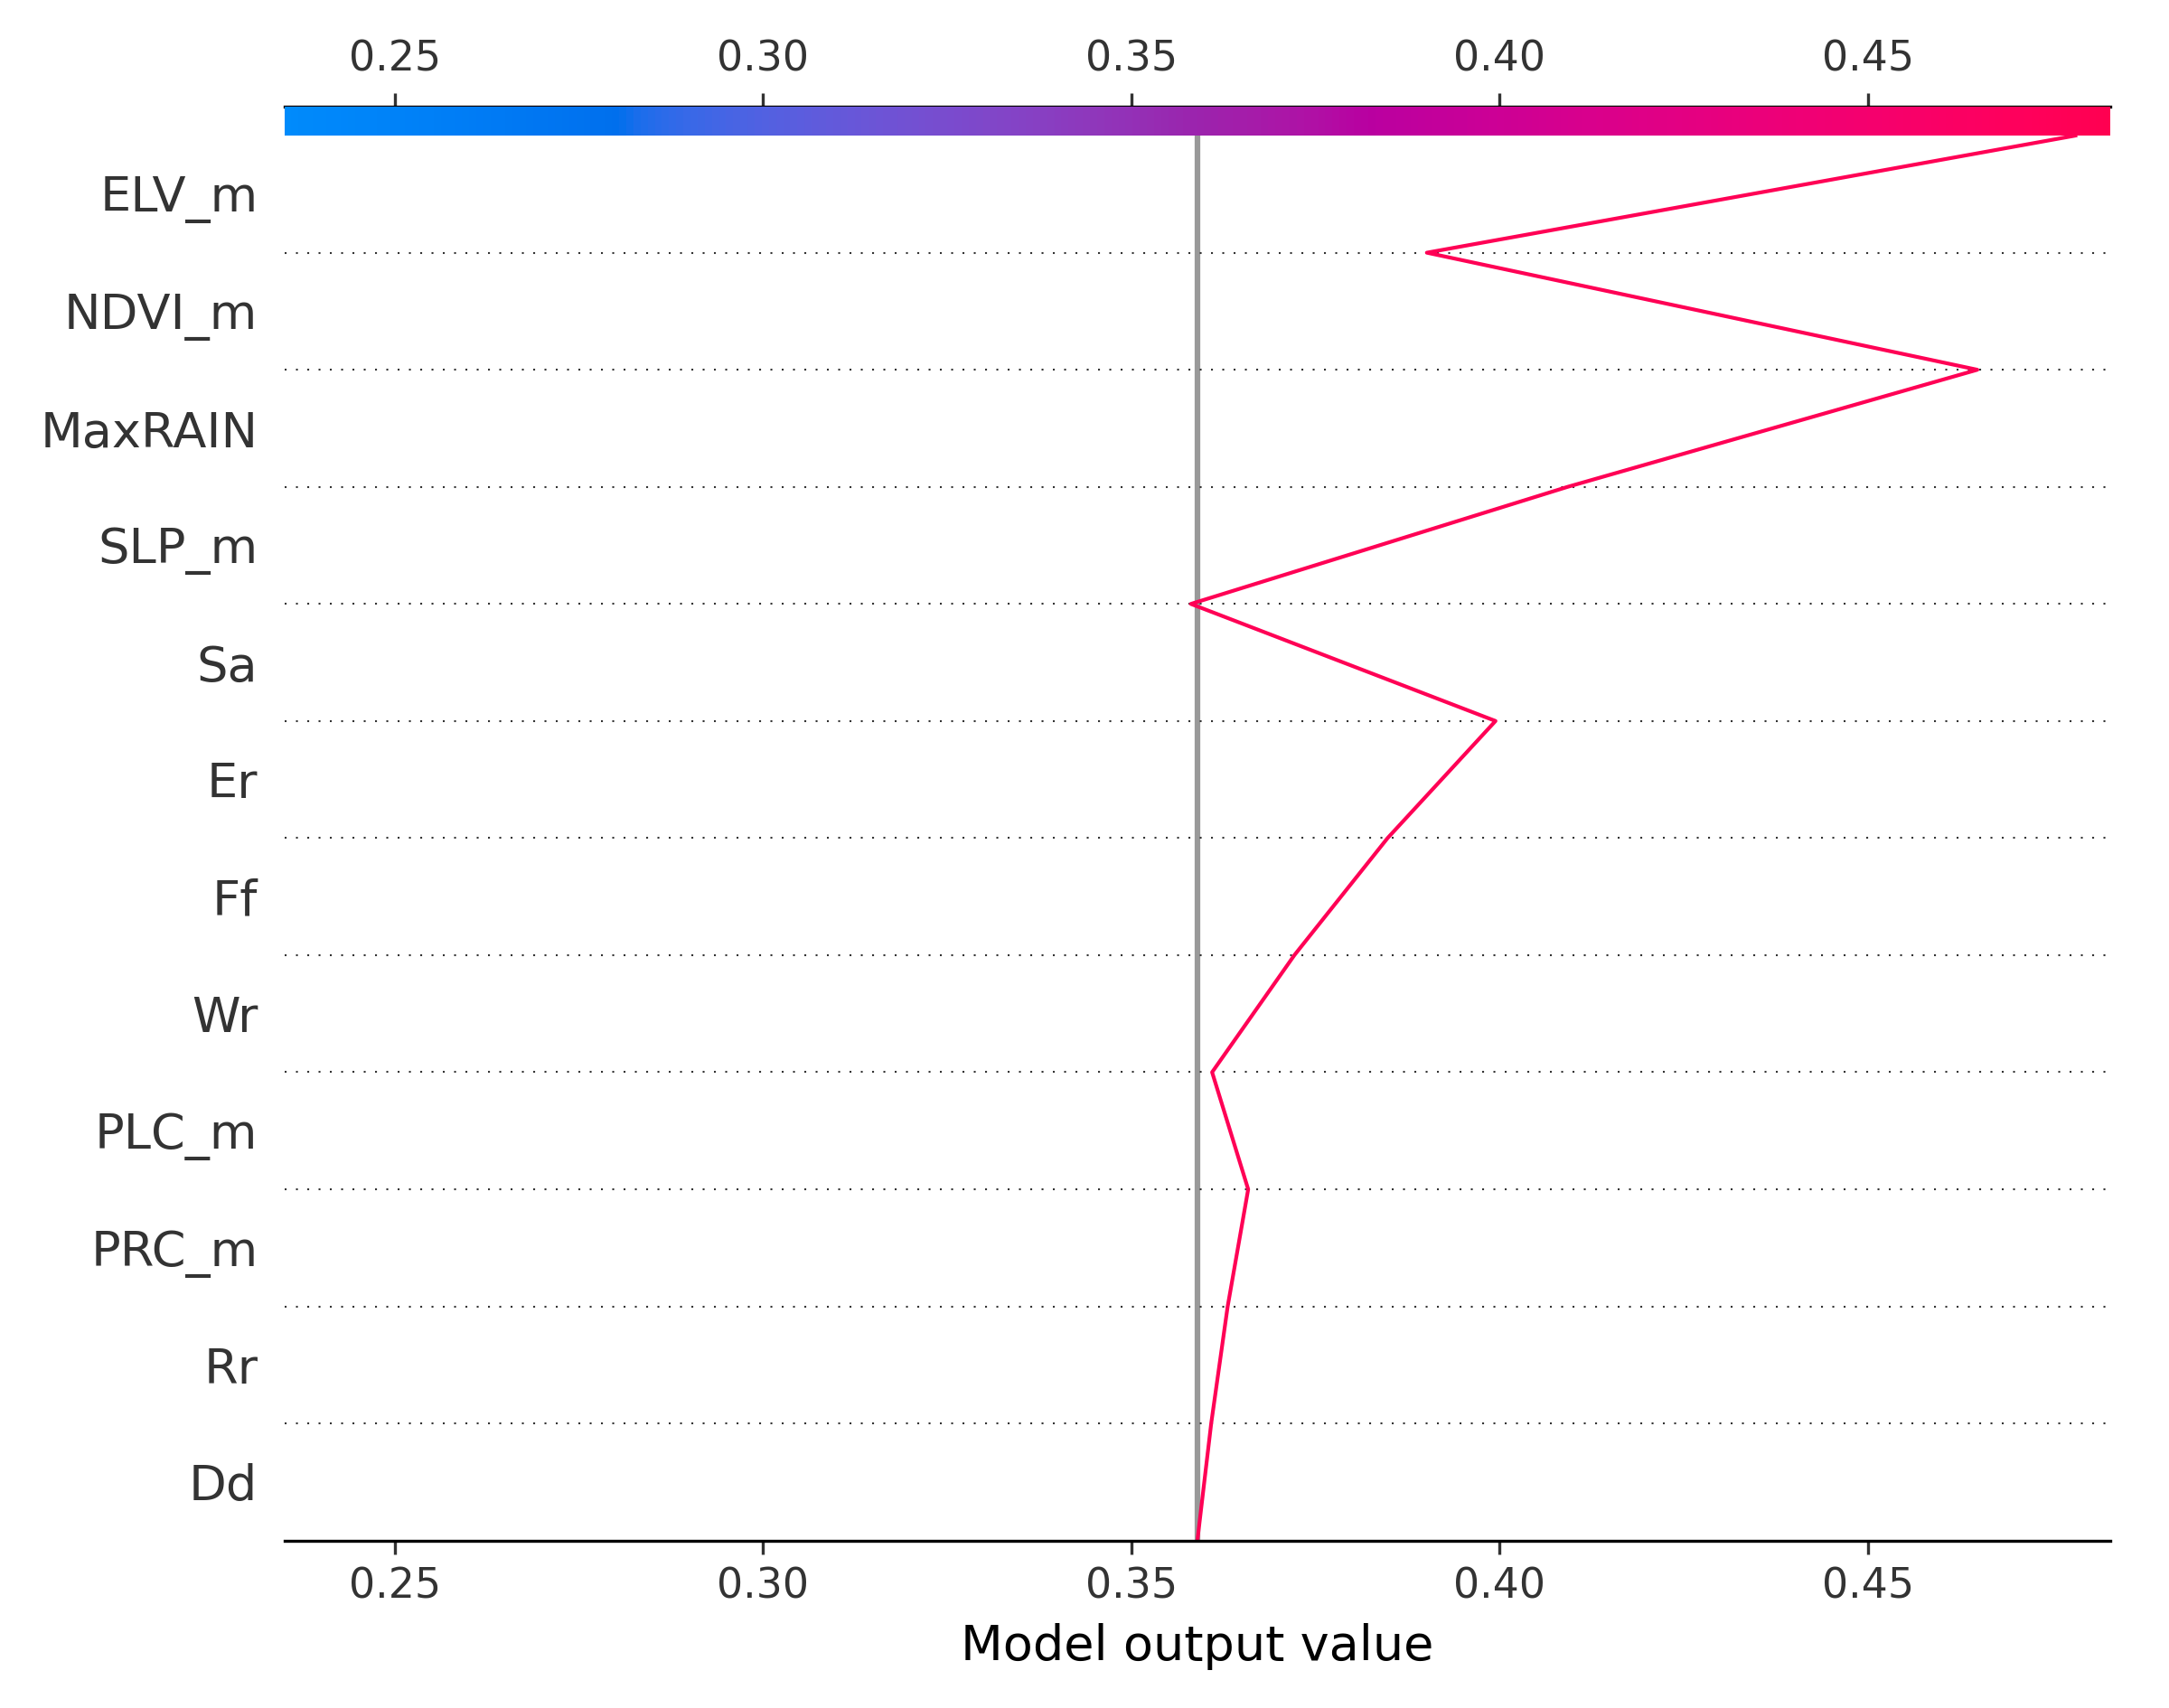 0.25 0.30 0.35 0.40 0.45
ELV_m
NDVI_m
MaxRAIN
SLP_m
Sa
Er
Ff
Wr
PLC_m
PRC_m
Rr
Dd
0.25 0.30 0.35 0.40 0.45
Model output value